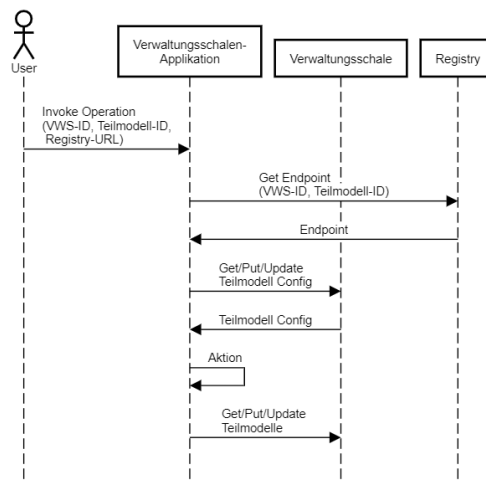 User
Verwaltungsschalen-
Applikation
Verwaltungsschale
Registry
Invoke Operation
(VWS-ID, Teilmodell-ID,
Registry-URL)
Get Endpoint
(VWS-ID, Teilmodell-ID)
Endpoint
Get/Put/Update
Teilmodell Config
Teilmodell Config
Aktion
Get/Put/Update
Teilmodelle